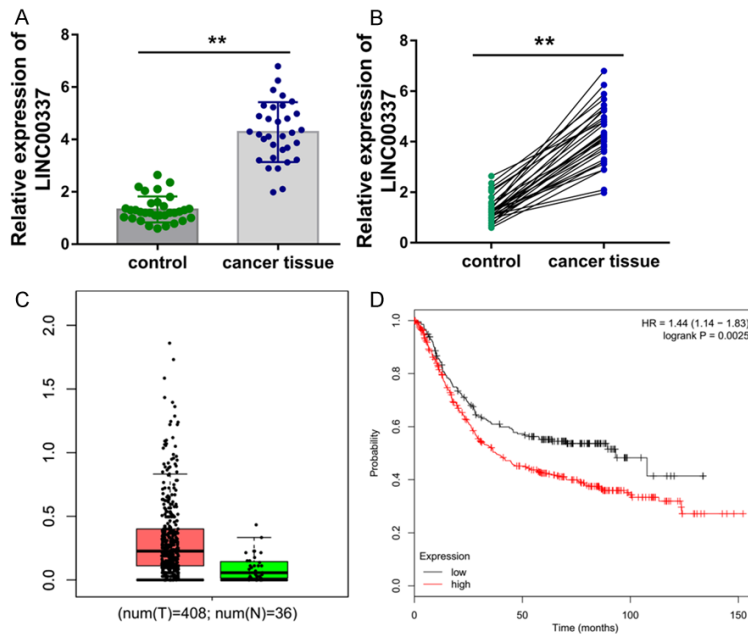 A
Relative expression of
LINC00337
8
6
4
2
0
**
control
cancer tissue
B
Relative expression of
LINC00337
8
6
4
2
0
**
control
cancer tissue
C
2.0
1.5
1.0
0.5
0.0
(num(T)=408; num(N)=36)
D
Probability
1.0
0.8
0.6
0.4
0.2
0.0
HR = 1.44 (1.14 − 1.83)
logrank P = 0.0025
Expression
low
high
0
50
100
150
Time (months)